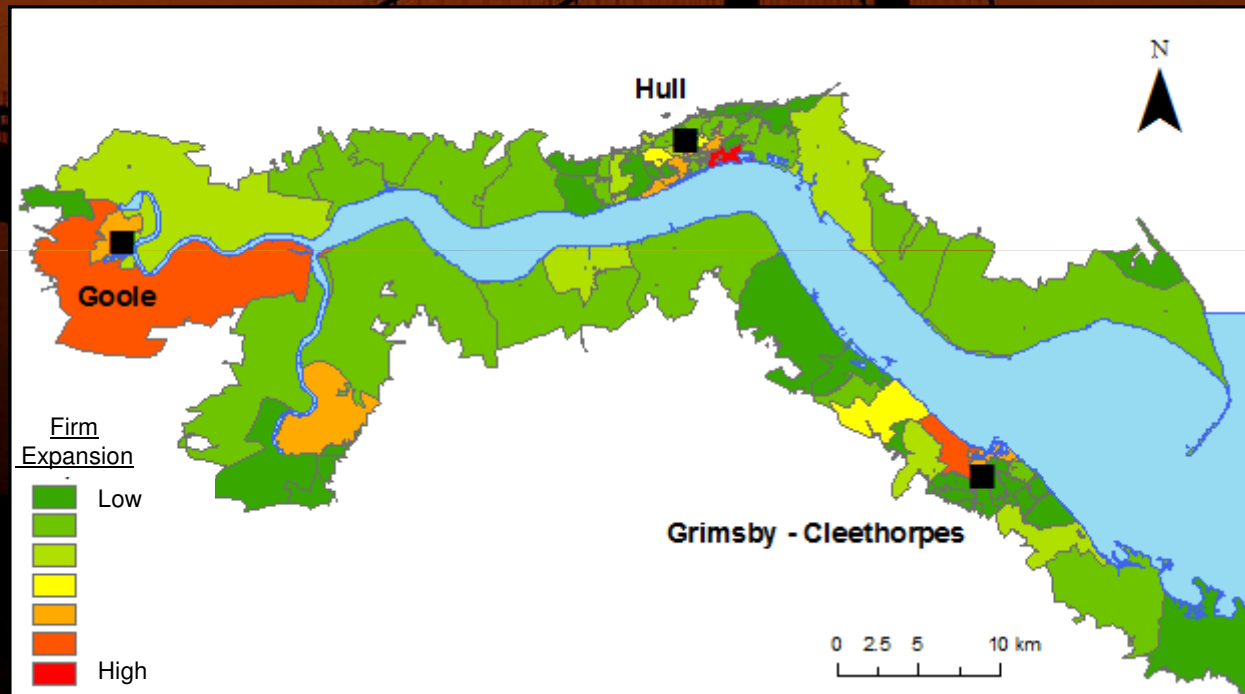 N
Hull
Goole
Grimsby - Cleethorpes
Firm
Expansion
Low
High
0 2.5 5 10 km